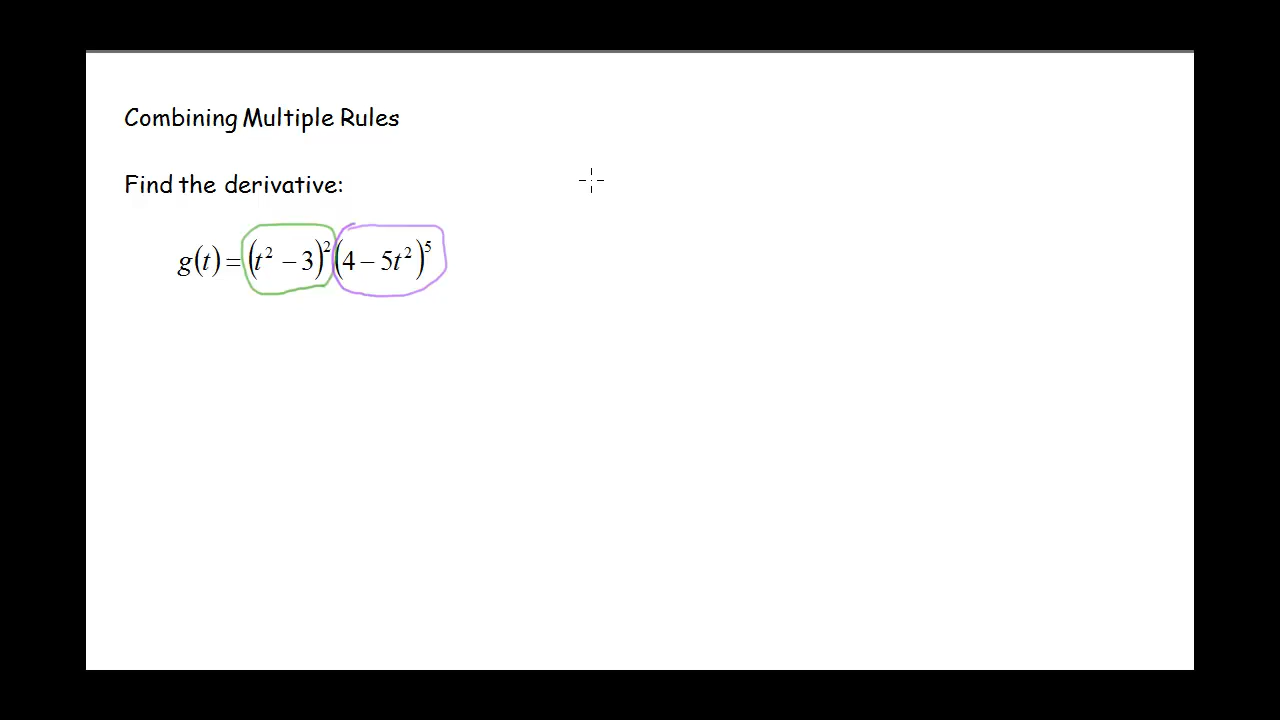 Combining Multiple Rules
Find the derivative:
g(t) = (t² − 3)² (4 − 5t²)⁵